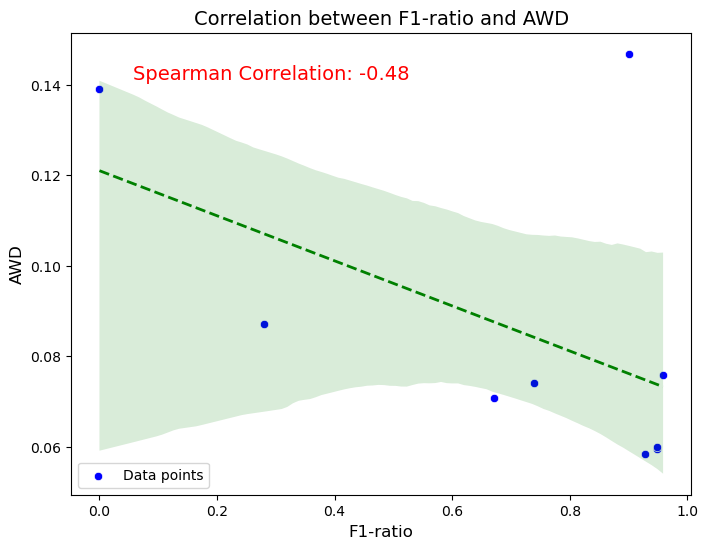 Correlation between F1-ratio and AWD
Spearman Correlation: -0.48
0.14
0.12
0.10
0.08
0.06
AWD
Data points
0.0 0.2 0.4 0.6 0.8 1.0
F1-ratio